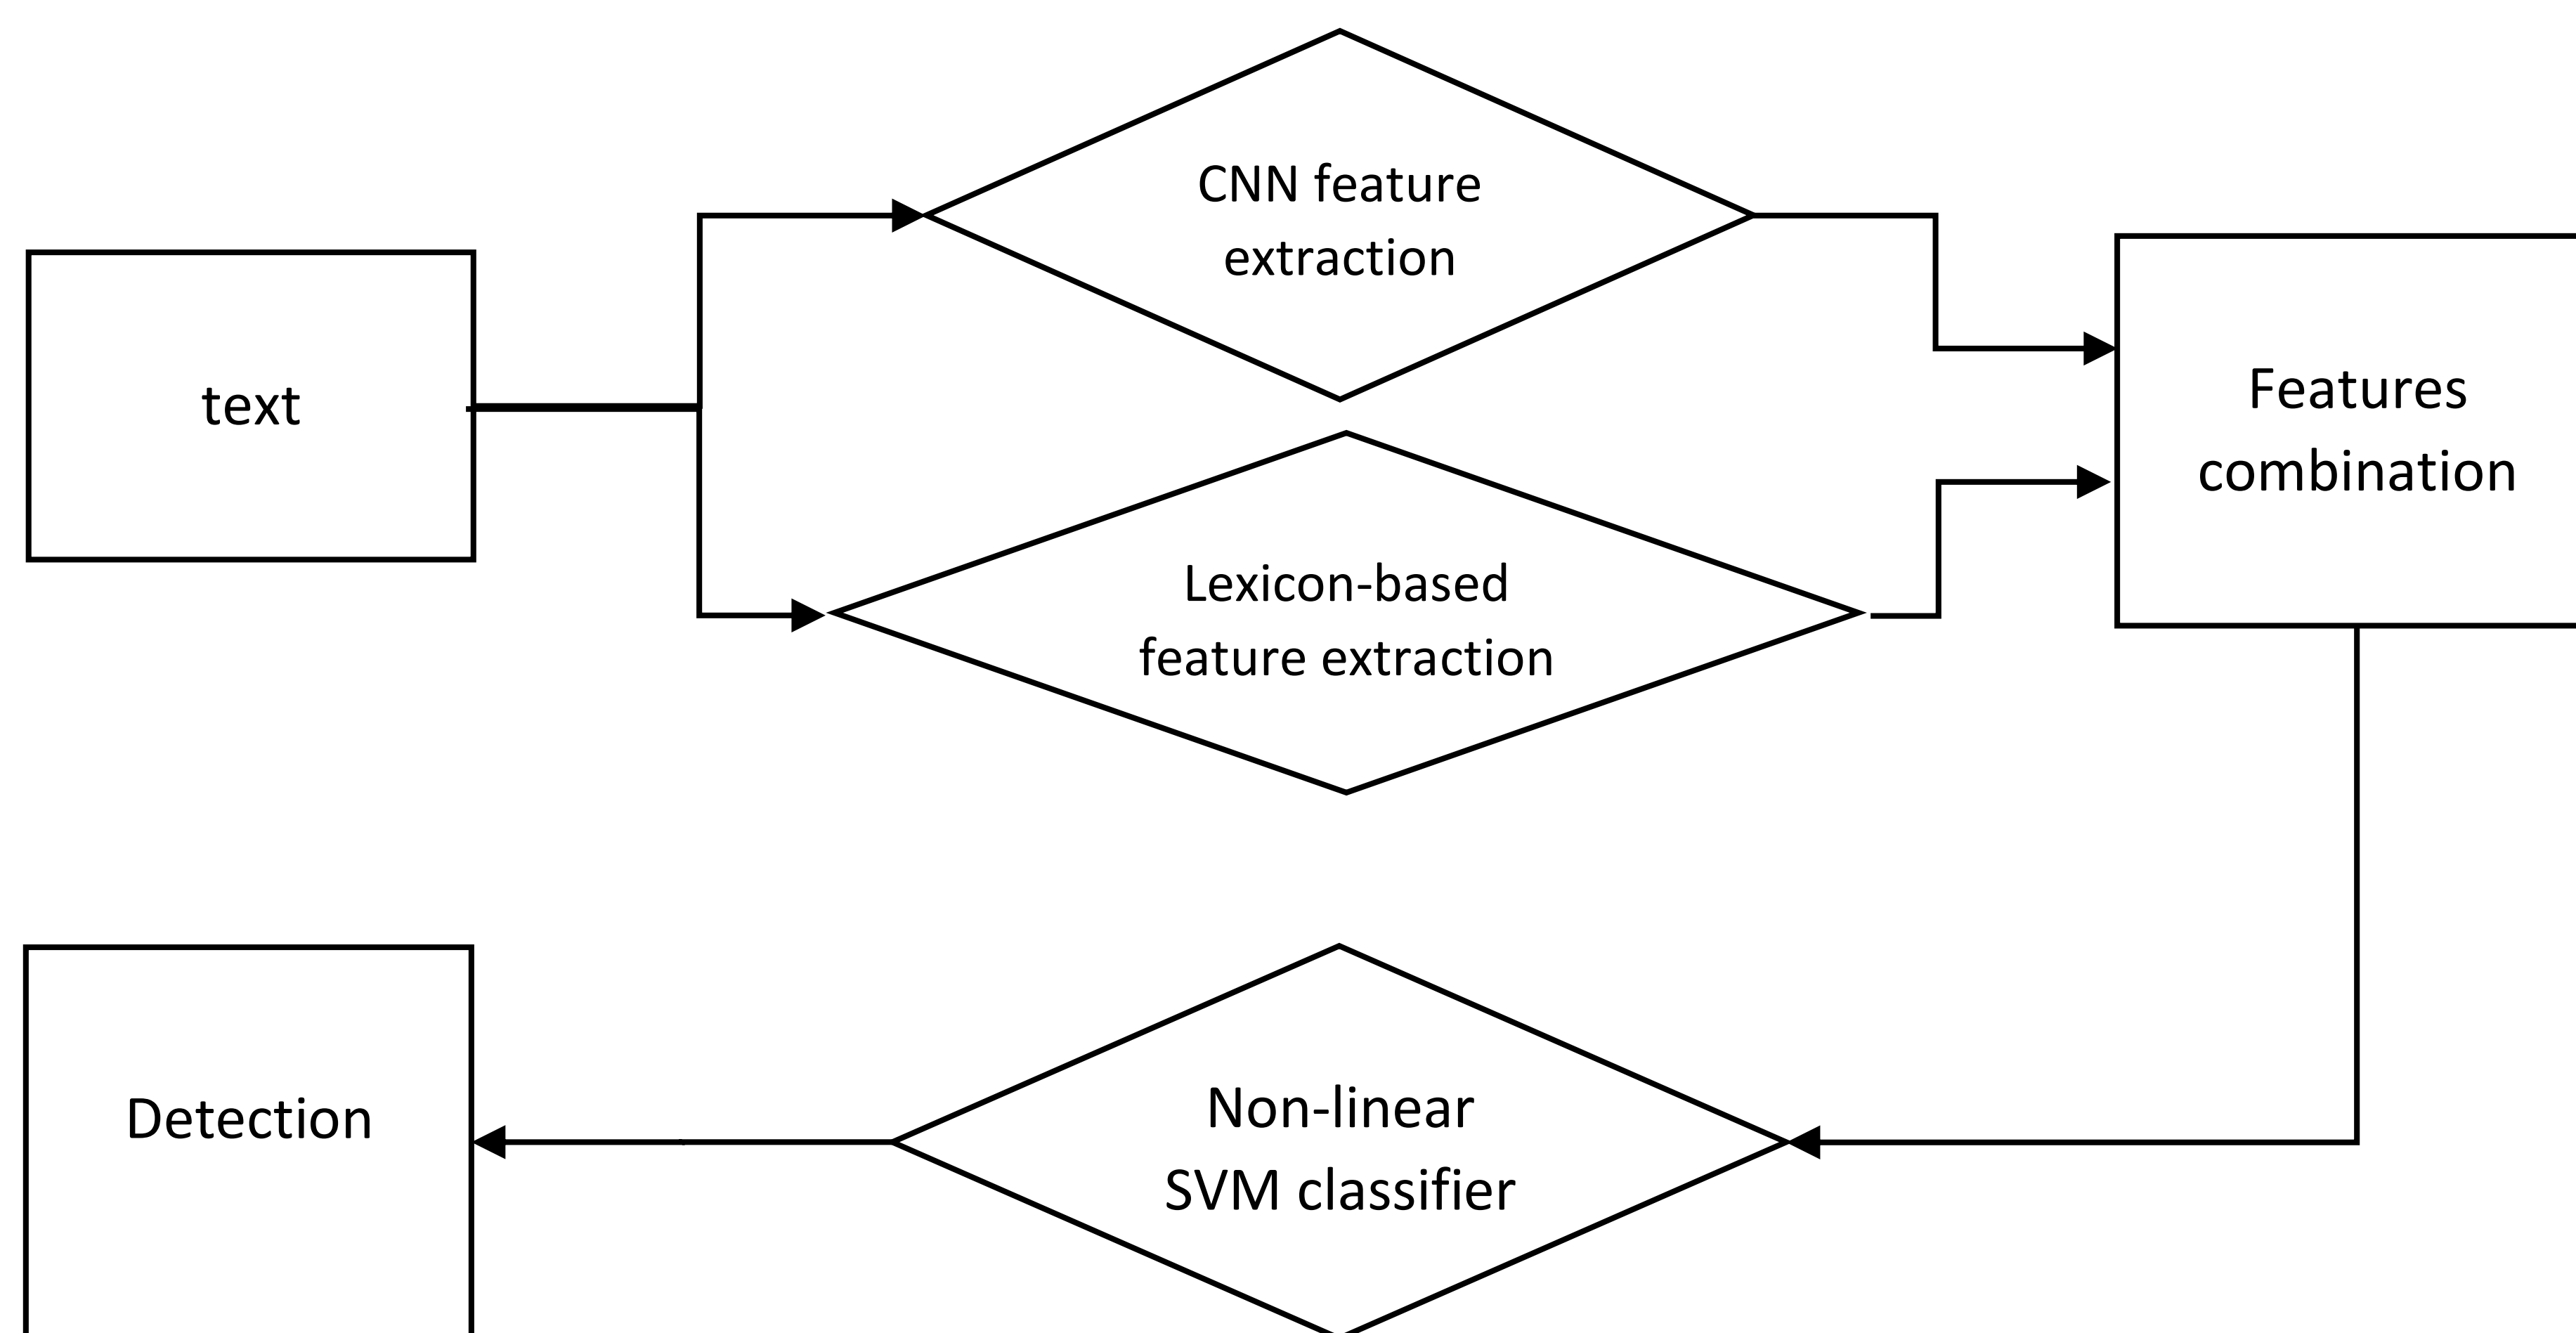 text
CNN feature
extraction
Lexicon-based
feature extraction
Features
combination
Non-linear
SVM classifier
Detection